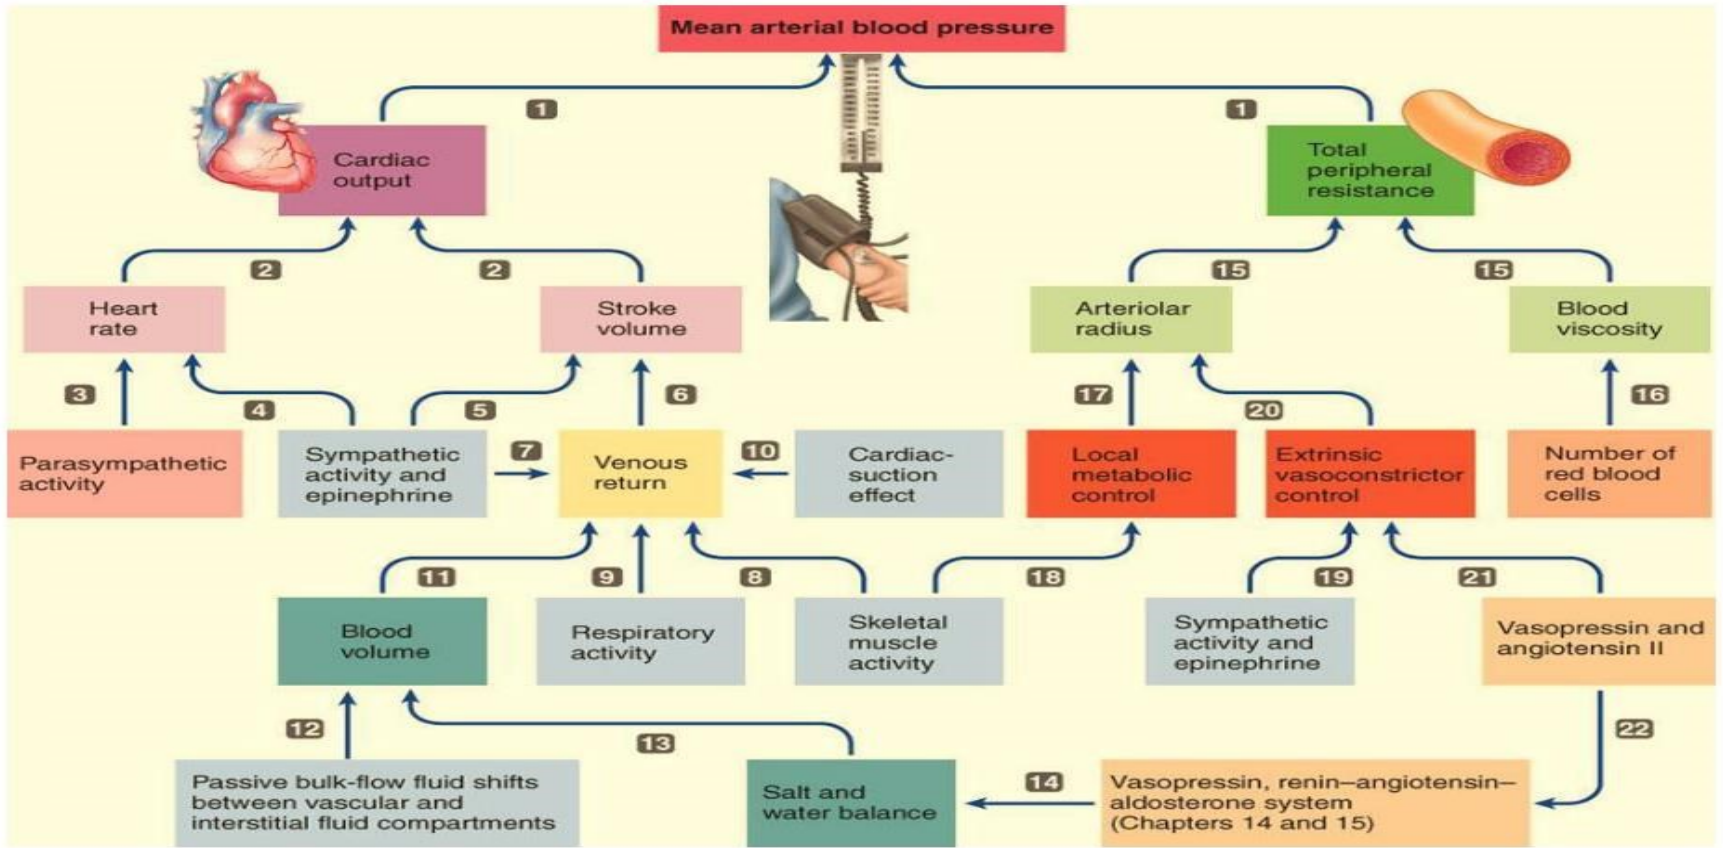 Mean arterial blood pressure
1
1
Cardiac
output
Total
peripheral
resistance
2
2
15
15
Heart
rate
Stroke
volume
Arteriolar
radius
Blood
viscosity
3
4
5
6
17
20
16
Parasympathetic
activity
Sympathetic
activity and
epinephrine
7
Venous
return
10
Cardiac-
suction
effect
Local
metabolic
control
Extrinsic
vasoconstrictor
control
Number of
red blood
cells
11
9
8
18
19
21
Blood
volume
Respiratory
activity
Skeletal
muscle
activity
Sympathetic
activity and
epinephrine
Vasopressin and
angiotensin II
12
13
22
Passive bulk-flow fluid shifts
between vascular and
interstitial fluid compartments
Salt and
water balance
14
Vasopressin, renin–angiotensin–
aldosterone system
(Chapters 14 and 15)